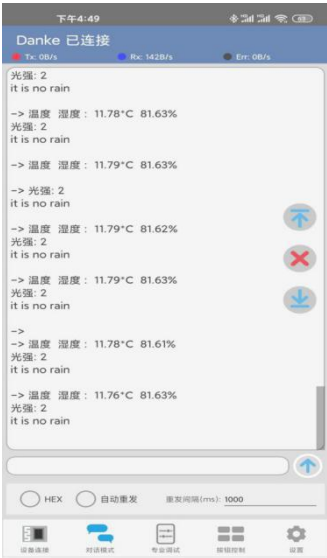 下午4:49
Danke 已连接
Tx: 0B/s Rx: 142B/s Err: 0B/s
光强: 2
it is no rain
-> 温度 湿度 : 11.78°C 81.63%
光强: 2
it is no rain
-> 温度 湿度 : 11.79°C 81.63%
-> 光强: 2
it is no rain
-> 温度 湿度 : 11.79°C 81.62%
光强: 2
it is no rain
-> 温度 湿度 : 11.79°C 81.63%
光强: 2
it is no rain
->
-> 温度 湿度 : 11.78°C 81.61%
光强: 2
it is no rain
-> 温度 湿度 : 11.76°C 81.63%
光强: 2
it is no rain
HEX 自动重发 重发间隔(ms): 1000
设备连接 对话模式 专业调试 按钮控制 设置